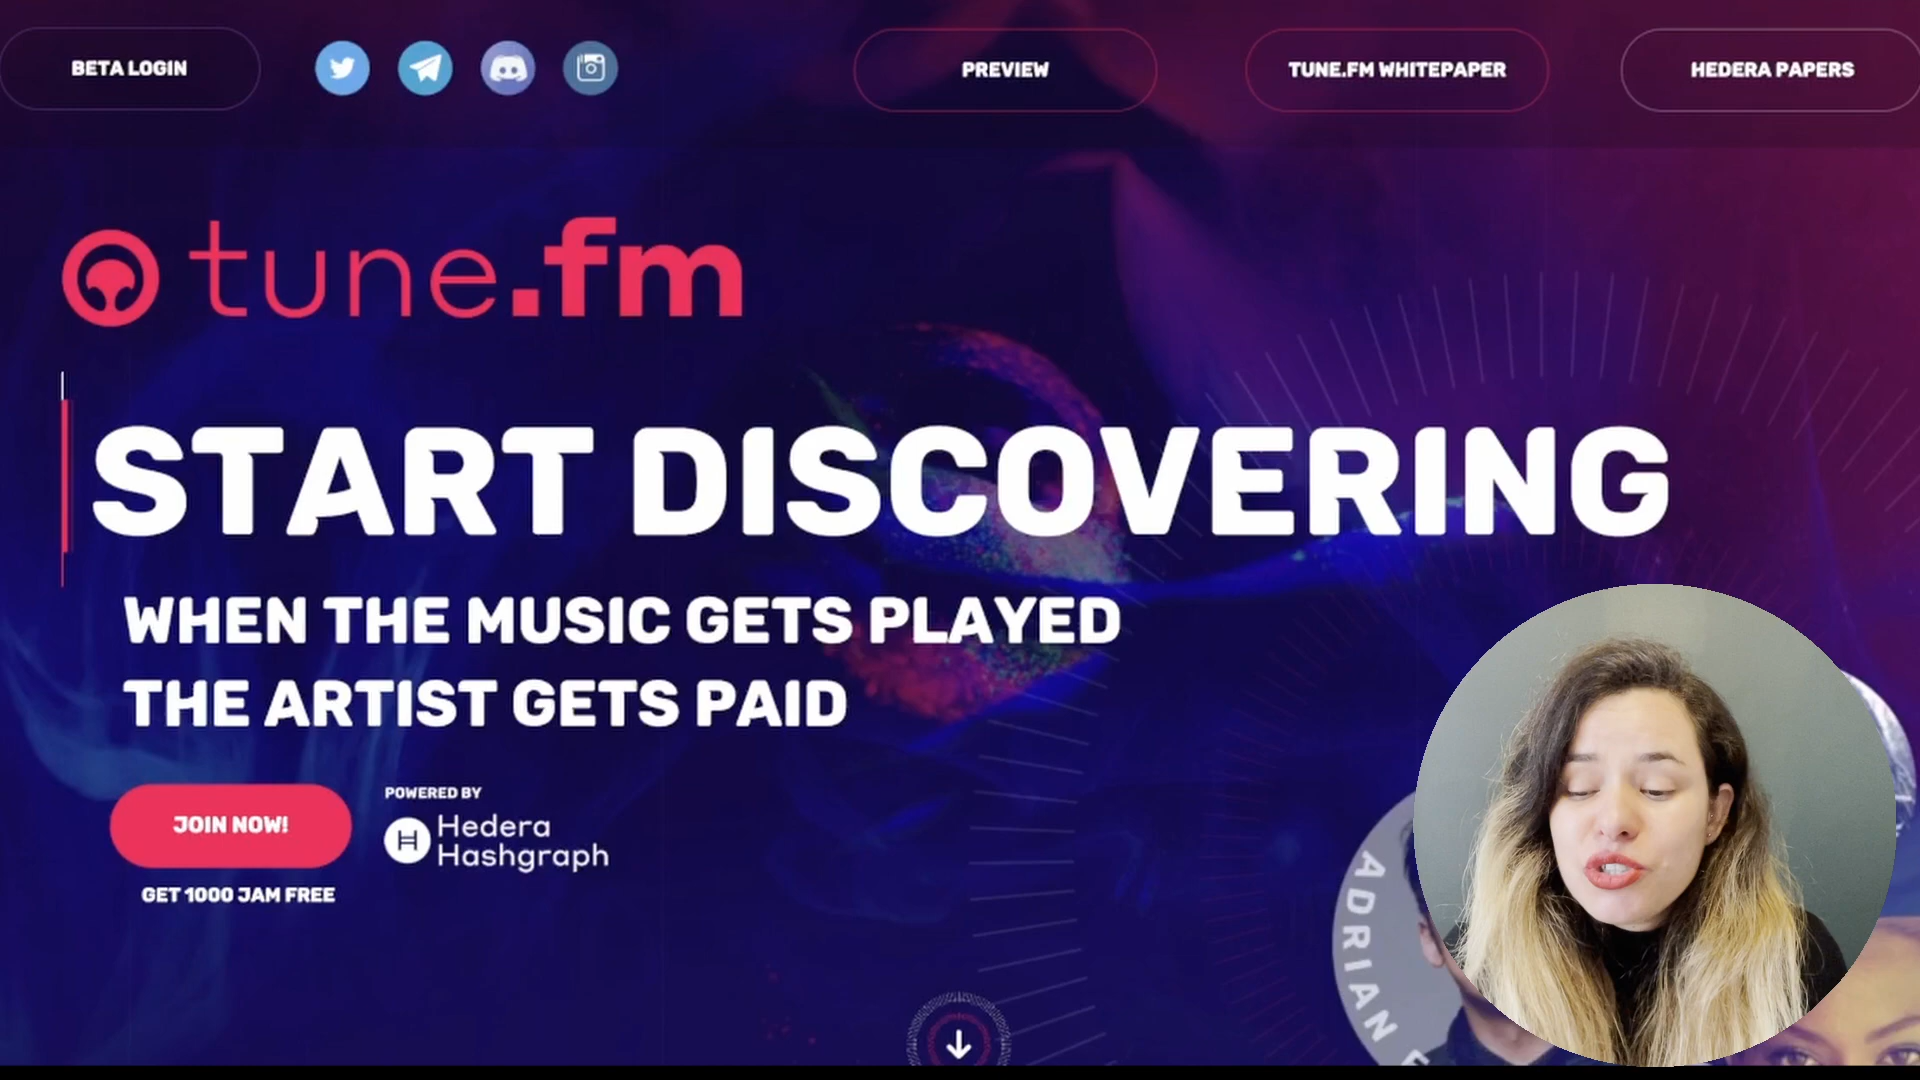 BETA LOGIN
PREVIEW
TUNE.FM WHITEPAPER
HEDERA PAPERS
tune.fm
START DISCOVERING
WHEN THE MUSIC GETS PLAYED
THE ARTIST GETS PAID
JOIN NOW!
POWERED BY
H Hedera
Hashgraph
GET 1000 JAM FREE
ADRIAN